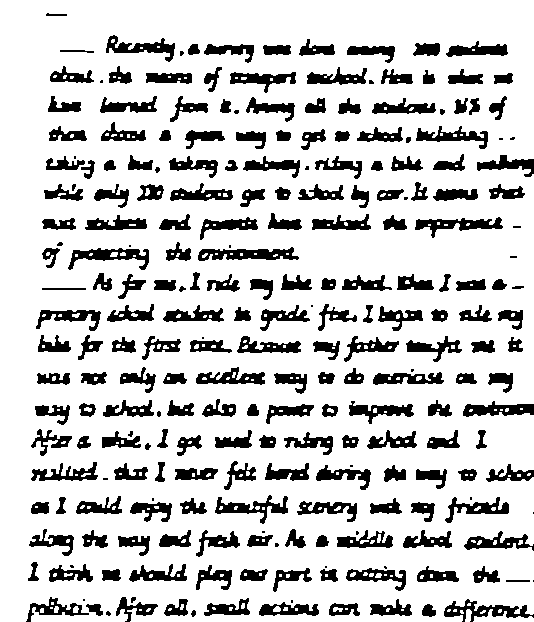 Recently, a survey was done among 2000 students
about the means of transport to school. Here is what we
have learned from it. Among all the students, % of
them choose a green way to get to school, including
taking a bus, taking a subway, riding a bike and walking
while only 220 students get to school by car. It seems that
most students and parents have realized the importance
of protecting the environment.
As for me, I ride my bike to school. When I was a
primary school student in grade five, I began to ride my
bike for the first time. Because my father taught me it
was not only an excellent way to do exercise on my
way to school, but also a power to improve the environm
After a while, I got used to riding to school and I
realized that I never felt bored during the way to schoo
as I could enjoy the beautiful scenery with my friends
along the way and fresh air. As a middle school student,
I think we should play our part in cutting down the
pollution. After all, small actions can make a difference.